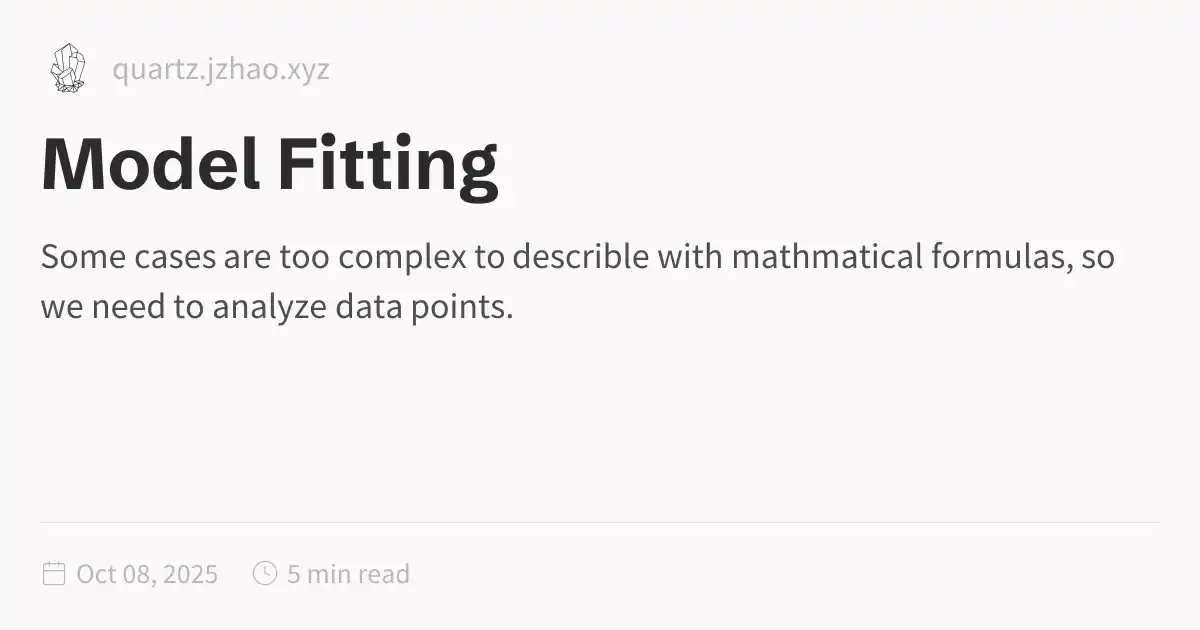 quartz.jzhao.xyz
Model Fitting
Some cases are too complex to describle with mathmatical formulas, so
we need to analyze data points.
Oct 08, 2025 5 min read